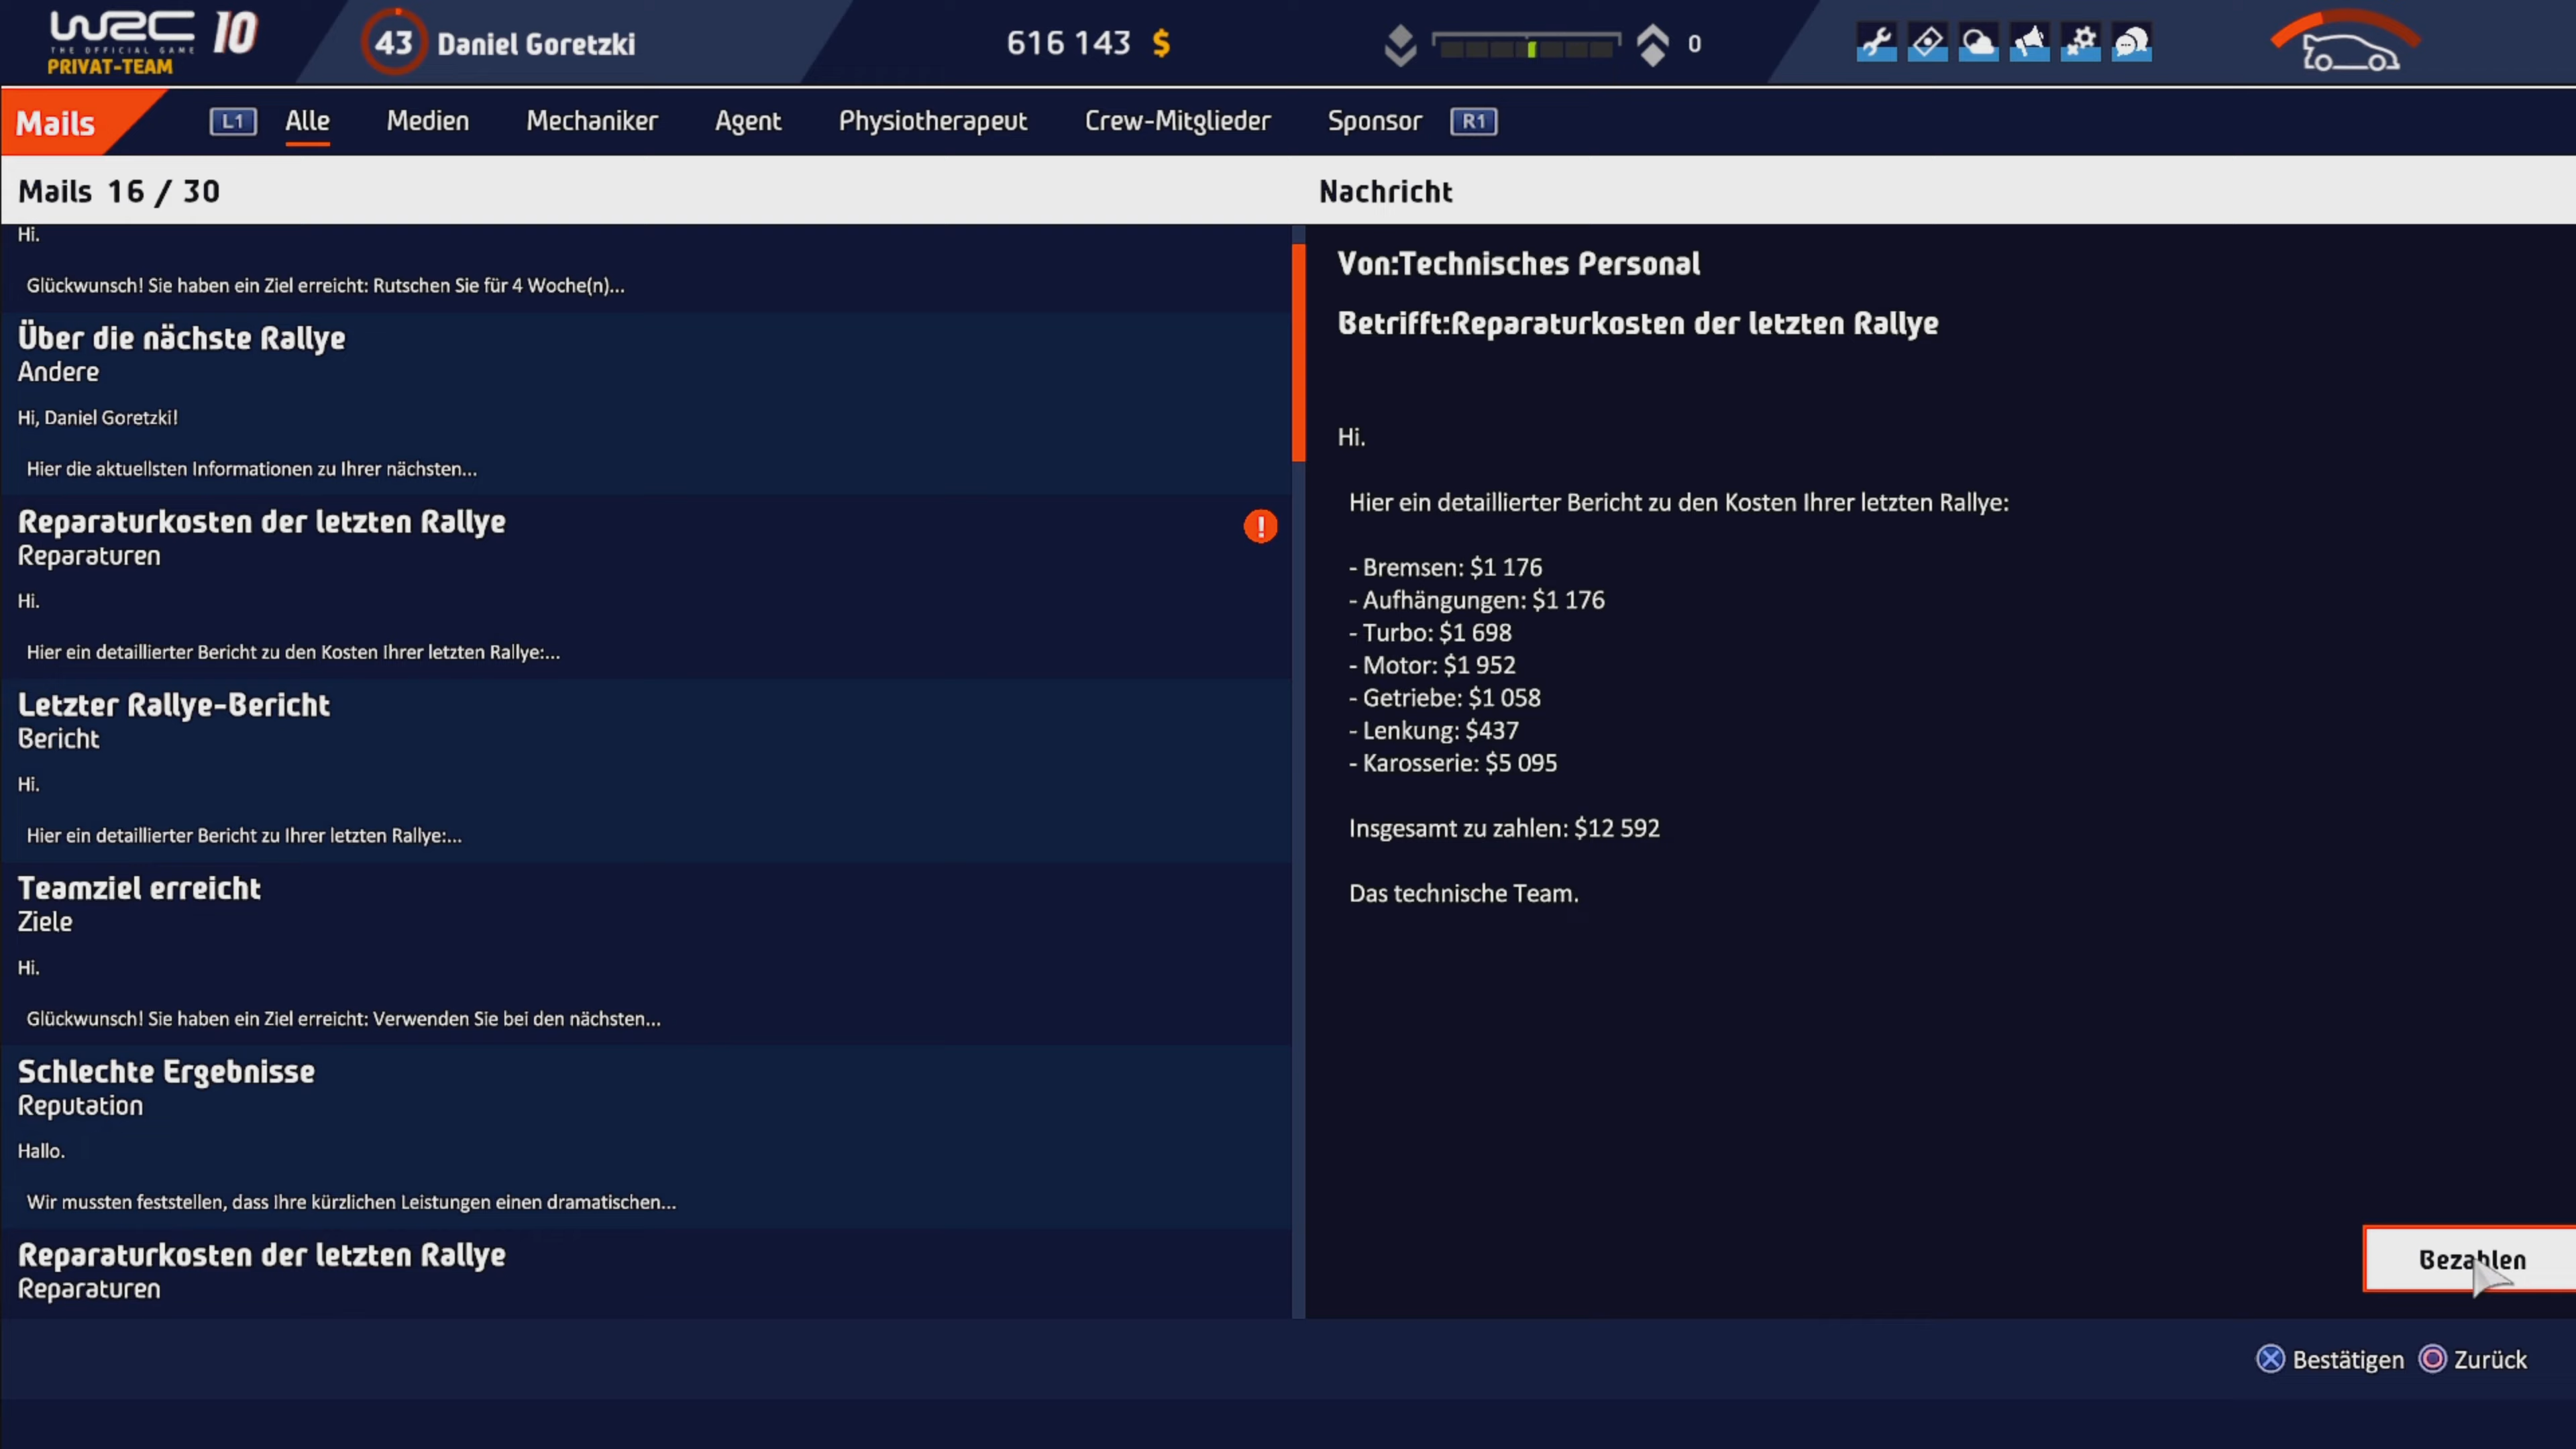 WRC 10
THE OFFICIAL GAME
PRIVAT-TEAM
43 Daniel Goretzki
616 143 $
0
Mails
L1 Alle Medien Mechaniker Agent Physiotherapeut Crew-Mitglieder Sponsor R1
Mails 16 / 30
Hi.
Glückwunsch! Sie haben ein Ziel erreicht: Rutschen Sie für 4 Woche(n)...
Über die nächste Rallye
Andere
Hi, Daniel Goretzki!
Hier die aktuellsten Informationen zu Ihrer nächsten...
Reparaturkosten der letzten Rallye
!
Reparaturen
Hi.
Hier ein detaillierter Bericht zu den Kosten Ihrer letzten Rallye:...
Letzter Rallye-Bericht
Bericht
Hi.
Hier ein detaillierter Bericht zu Ihrer letzten Rallye:...
Teamziel erreicht
Ziele
Hi.
Glückwunsch! Sie haben ein Ziel erreicht: Verwenden Sie bei den nächsten...
Schlechte Ergebnisse
Reputation
Hallo.
Wir mussten feststellen, dass Ihre kürzlichen Leistungen einen dramatischen...
Reparaturkosten der letzten Rallye
Reparaturen
Nachricht
Von:Technisches Personal
Betrifft:Reparaturkosten der letzten Rallye
Hi.
Hier ein detaillierter Bericht zu den Kosten Ihrer letzten Rallye:
- Bremsen: $1 176
- Aufhängungen: $1 176
- Turbo: $1 698
- Motor: $1 952
- Getriebe: $1 058
- Lenkung: $437
- Karosserie: $5 095
Insgesamt zu zahlen: $12 592
Das technische Team.
Bezahlen
Bestätigen Zurück